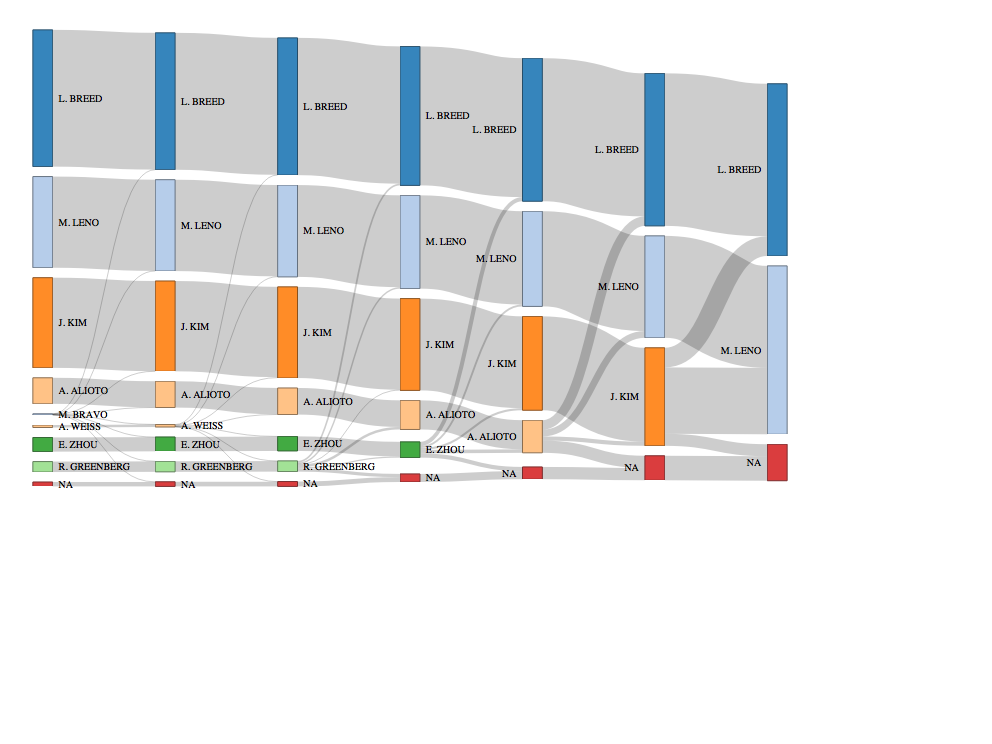 L. BREED
M. LENO
J. KIM
A. ALIOTO
M. BRAVO
A. WEISS
E. ZHOU
R. GREENBERG
NA
L. BREED
M. LENO
J. KIM
A. ALIOTO
A. WEISS
E. ZHOU
R. GREENBERG
NA
L. BREED
M. LENO
J. KIM
A. ALIOTO
E. ZHOU
R. GREENBERG
NA
L. BREED
M. LENO
J. KIM
A. ALIOTO
E. ZHOU
NA
L. BREED
M. LENO
J. KIM
A. ALIOTO
NA
L. BREED
M. LENO
J. KIM
NA
L. BREED
M. LENO
NA